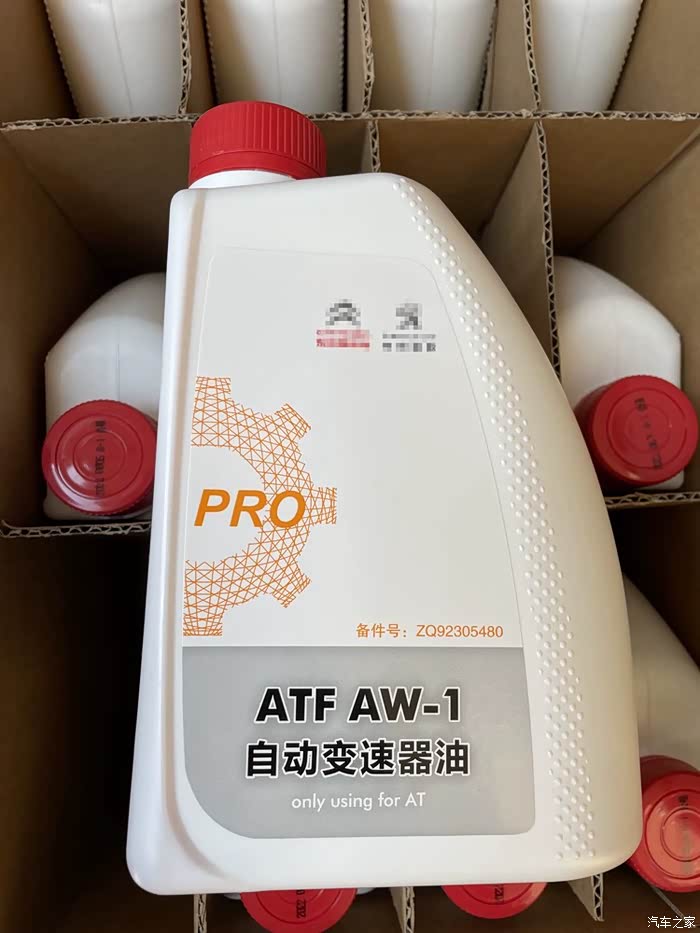 PRO
备件号：ZQ92305480
ATF AW-1
自动变速器油
only using for AT
汽车之家